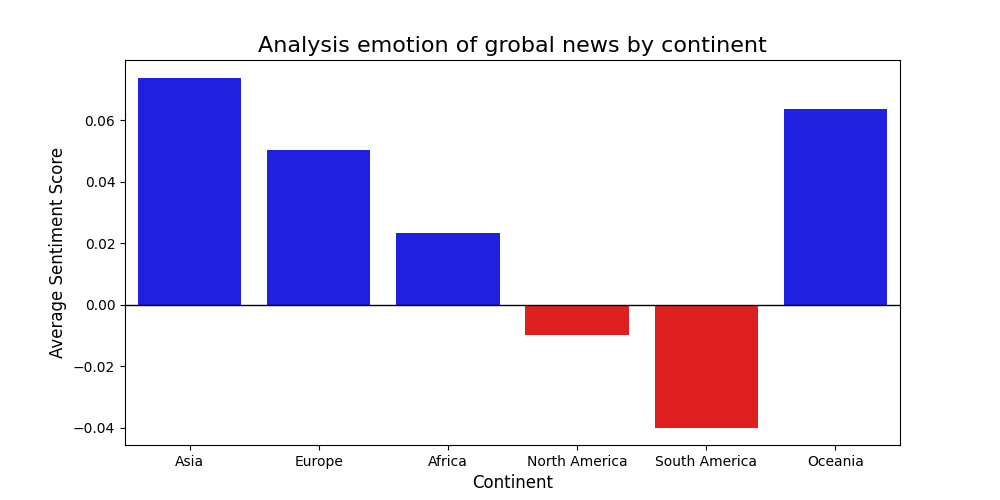 Analysis emotion of grobal news by continent
Average Sentiment Score
0.06
0.04
0.02
0.00
−0.02
−0.04
Asia Europe Africa North America South America Oceania
Continent